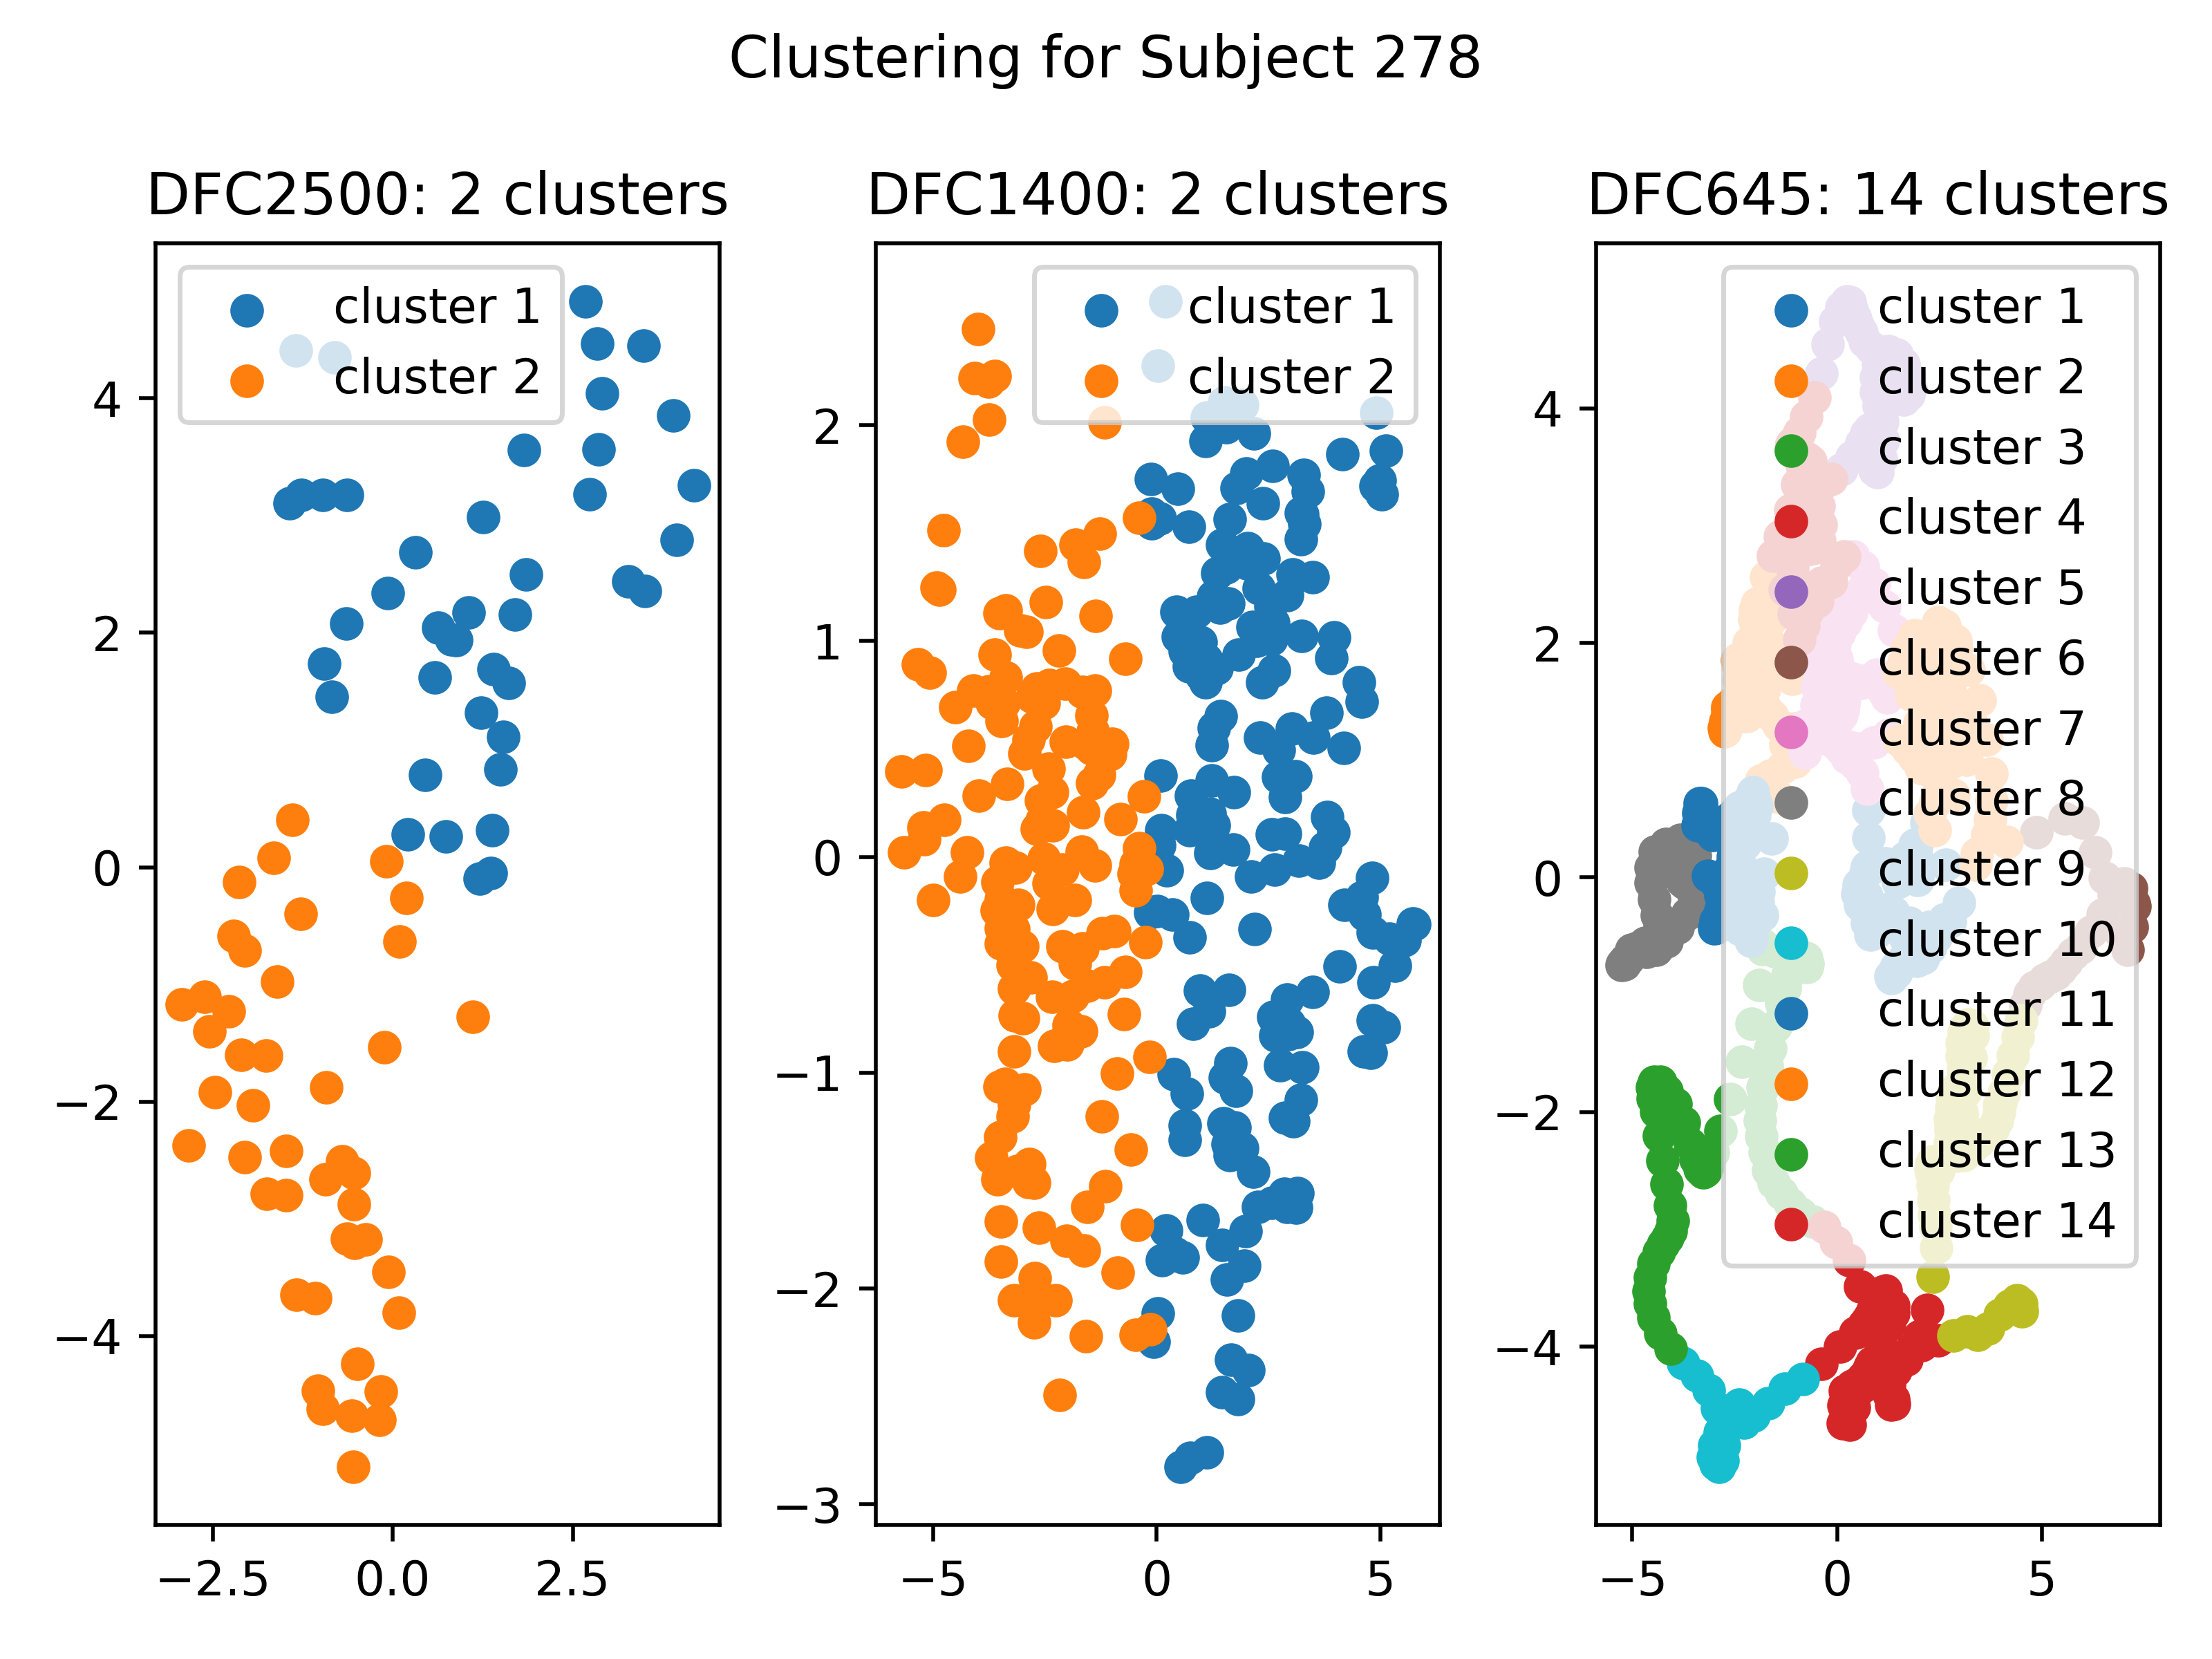 Clustering for Subject 278
DFC2500: 2 clusters
cluster 1
cluster 2
4
2
0
−2
−4
−2.5
0.0
2.5
DFC1400: 2 clusters
cluster 1
cluster 2
2
1
0
−1
−2
−3
−5
0
5
DFC645: 14 clusters
cluster 1
cluster 2
cluster 3
cluster 4
cluster 5
cluster 6
cluster 7
cluster 8
cluster 9
cluster 10
cluster 11
cluster 12
cluster 13
cluster 14
4
2
0
−2
−4
−5
0
5